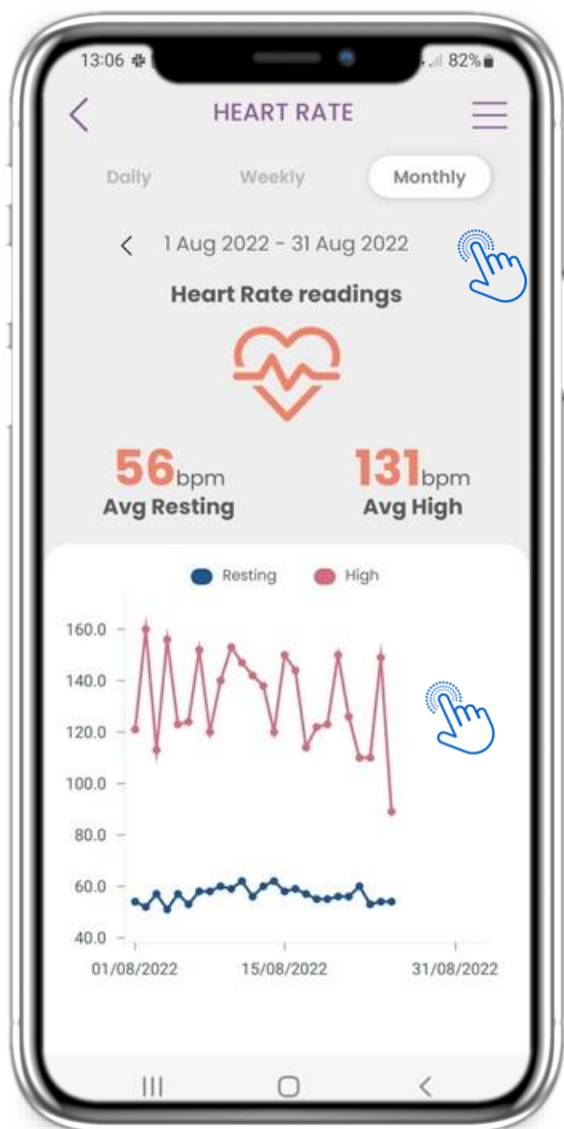 13:06 82%
HEART RATE
Daily Weekly Monthly
1 Aug 2022 - 31 Aug 2022
Heart Rate readings
56bpm 131bpm
Avg Resting Avg High
Resting High
160.0
140.0
120.0
100.0
80.0
60.0
40.0
01/08/2022 15/08/2022 31/08/2022